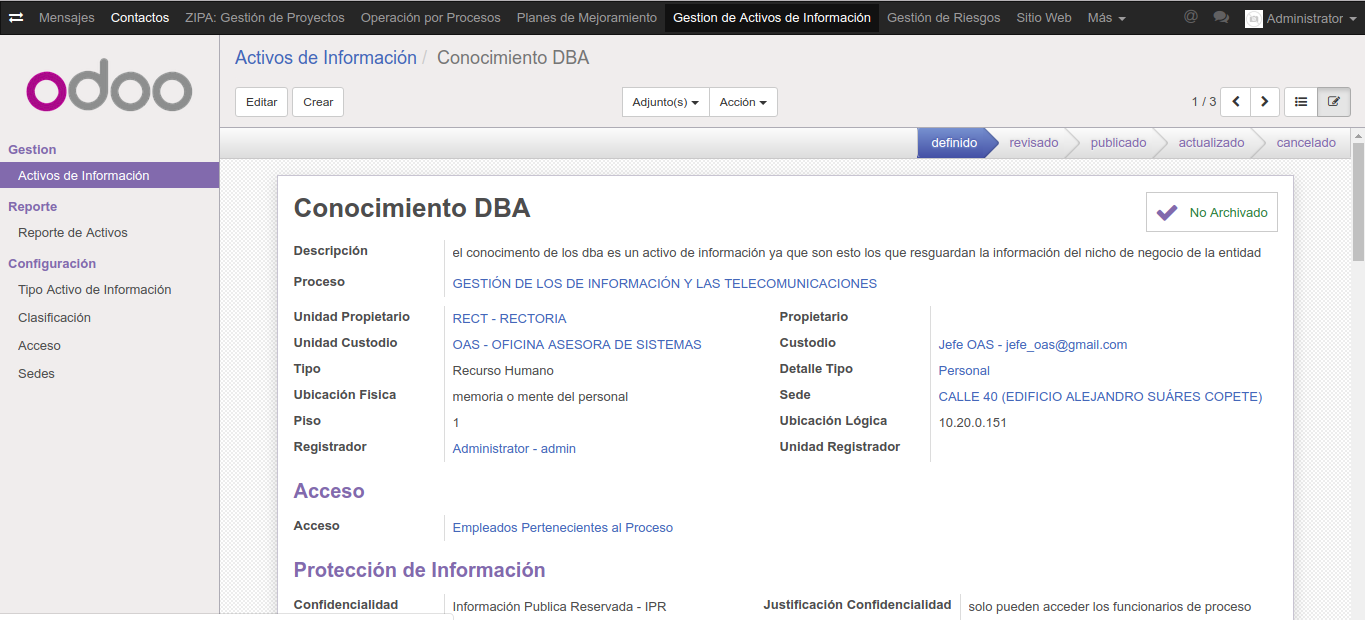 Mensajes Contactos ZIPA: Gestión de Proyectos Operación por Procesos Planes de Mejoramiento Gestion de Activos de Información Gestión de Riesgos Sitio Web Más @ Administrator
odoo
Activos de Información / Conocimiento DBA
Editar Crear Adjunto(s) Acción 1 / 3
Gestion
Activos de Información
Reporte
Reporte de Activos
Configuración
Tipo Activo de Información
Clasificación
Acceso
Sedes
definido revisado publicado actualizado cancelado
Conocimiento DBA
No Archivado
Descripción el conocimento de los dba es un activo de información ya que son esto los que resguardan la información del nicho de negocio de la entidad
Proceso GESTIÓN DE LOS DE INFORMACIÓN Y LAS TELECOMUNICACIONES
Unidad Propietario RECT - RECTORIA Propietario
Unidad Custodio OAS - OFICINA ASESORA DE SISTEMAS Custodio Jefe OAS - jefe_oas@gmail.com
Tipo Recurso Humano Detalle Tipo Personal
Ubicación Fisica memoria o mente del personal Sede CALLE 40 (EDIFICIO ALEJANDRO SUÁRES COPETE)
Piso 1 Ubicación Lógica 10.20.0.151
Registrador Administrator - admin Unidad Registrador
Acceso
Acceso Empleados Pertenecientes al Proceso
Protección de Información
Confidencialidad Información Publica Reservada - IPR Justificación Confidencialidad solo pueden acceder los funcionarios de proceso